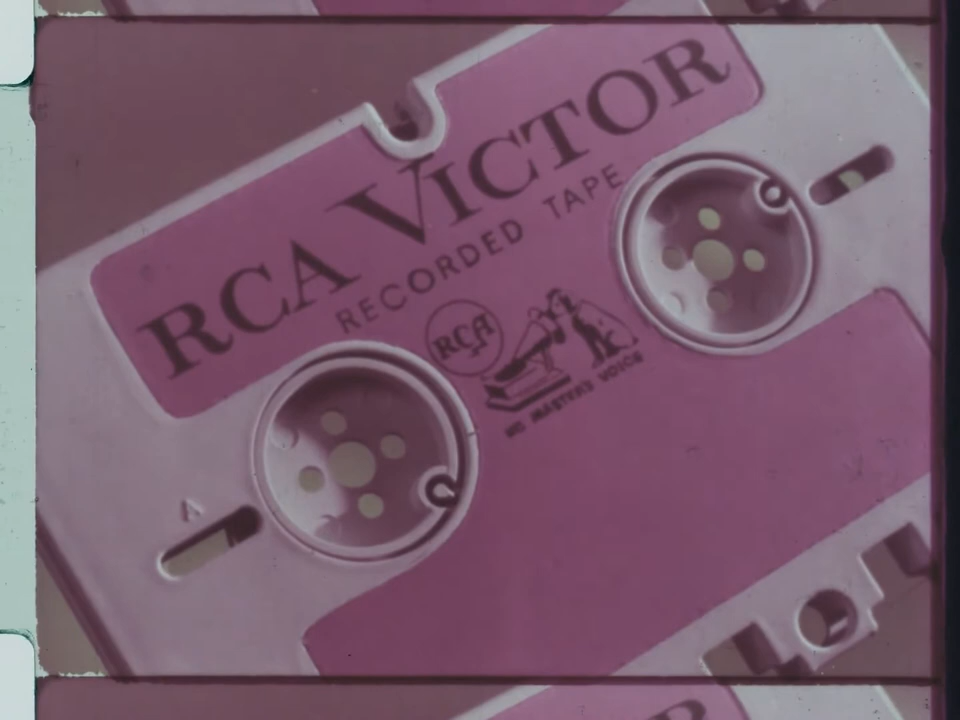 RCA VICTOR
RECORDED TAPE
RCA
HIS MASTER'S VOICE